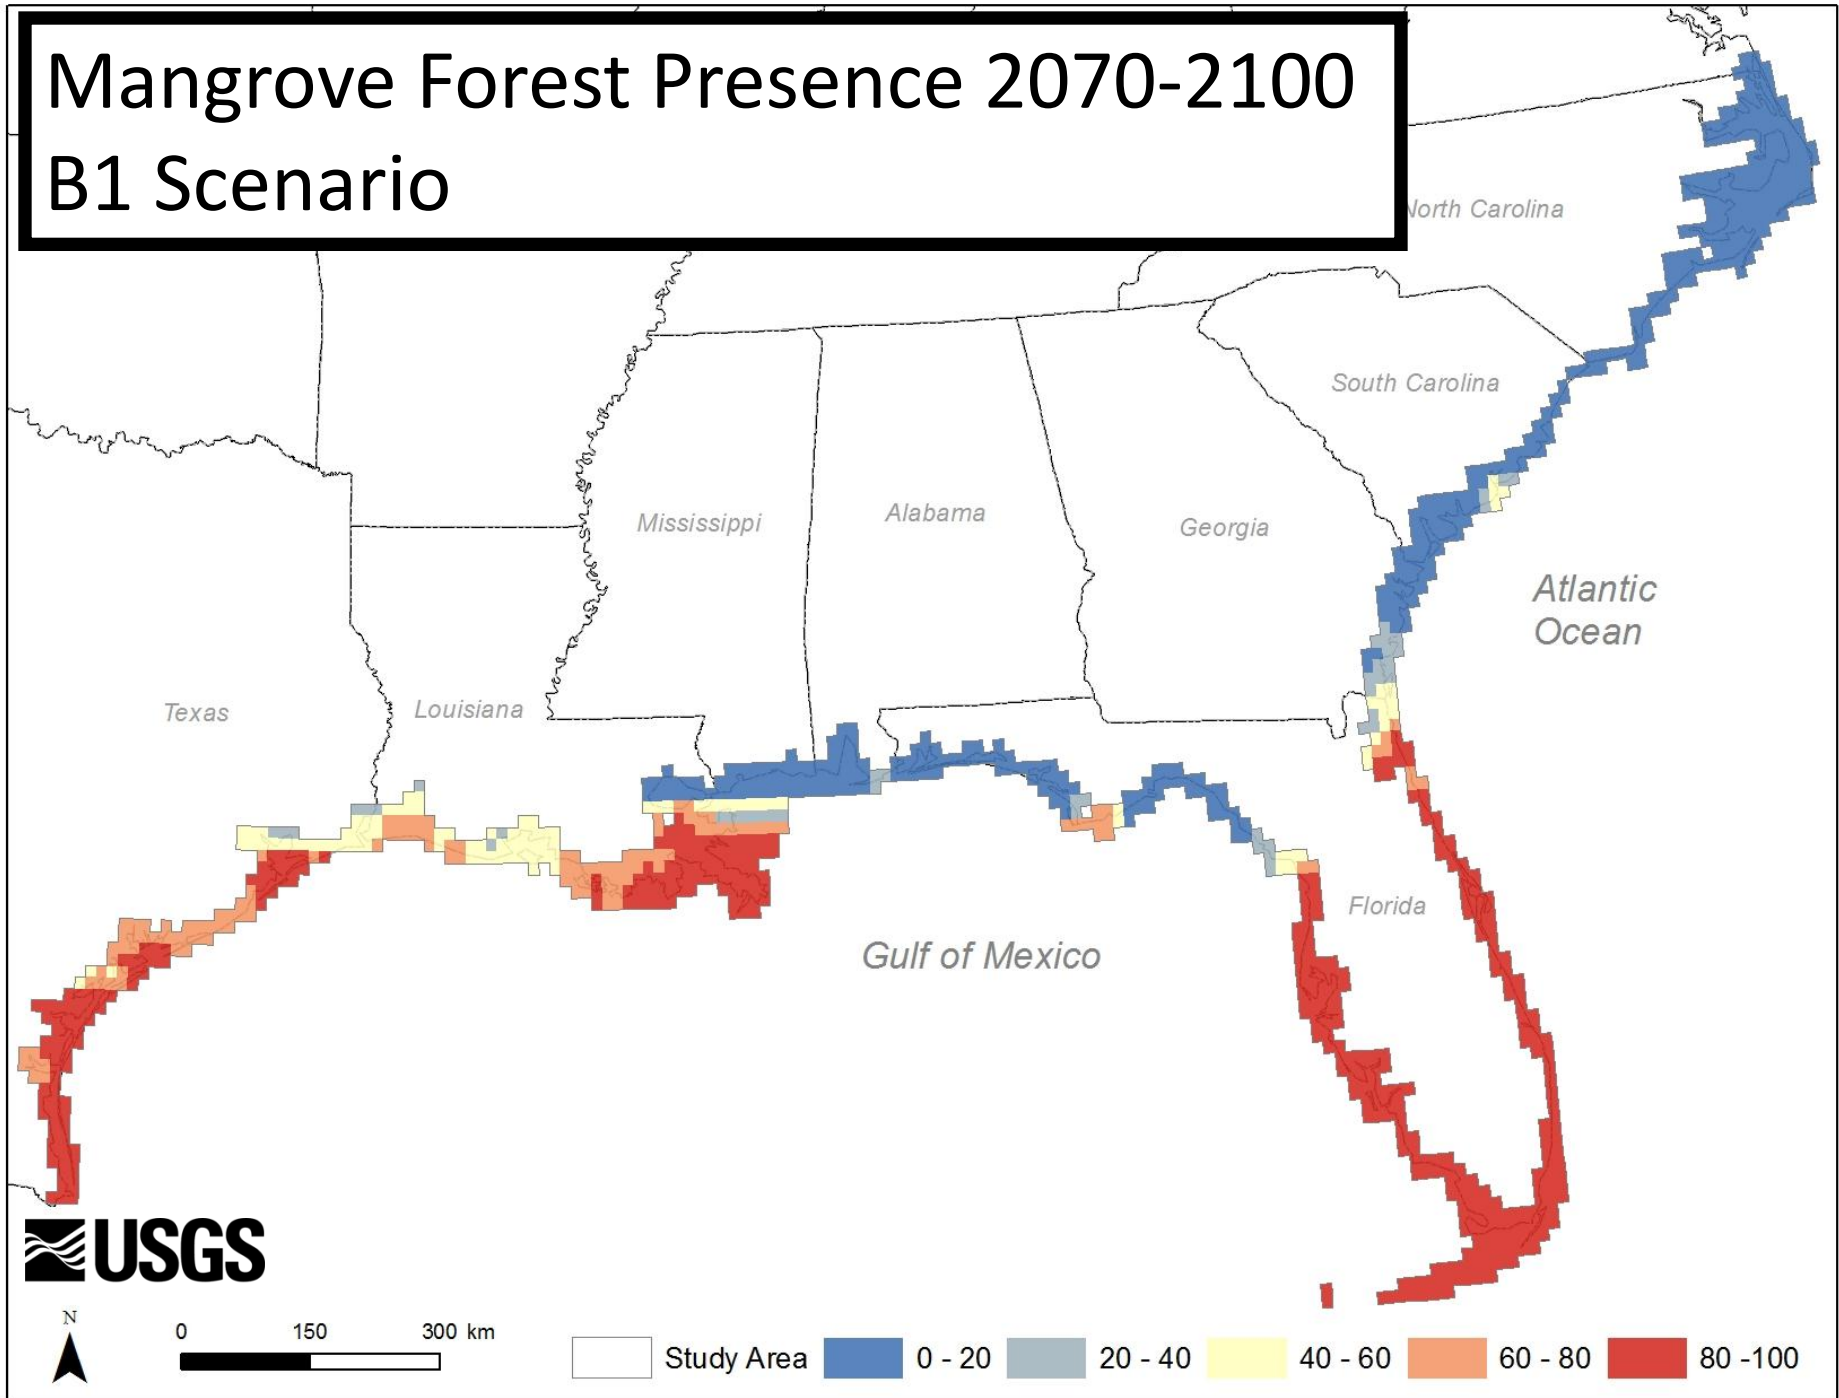 Mangrove Forest Presence 2070-2100
B1 Scenario
North Carolina
South Carolina
Mississippi
Alabama
Georgia
Atlantic
Ocean
Texas
Louisiana
Florida
Gulf of Mexico
USGS
N
0 150 300 km
Study Area 0 - 20 20 - 40 40 - 60 60 - 80 80 -100